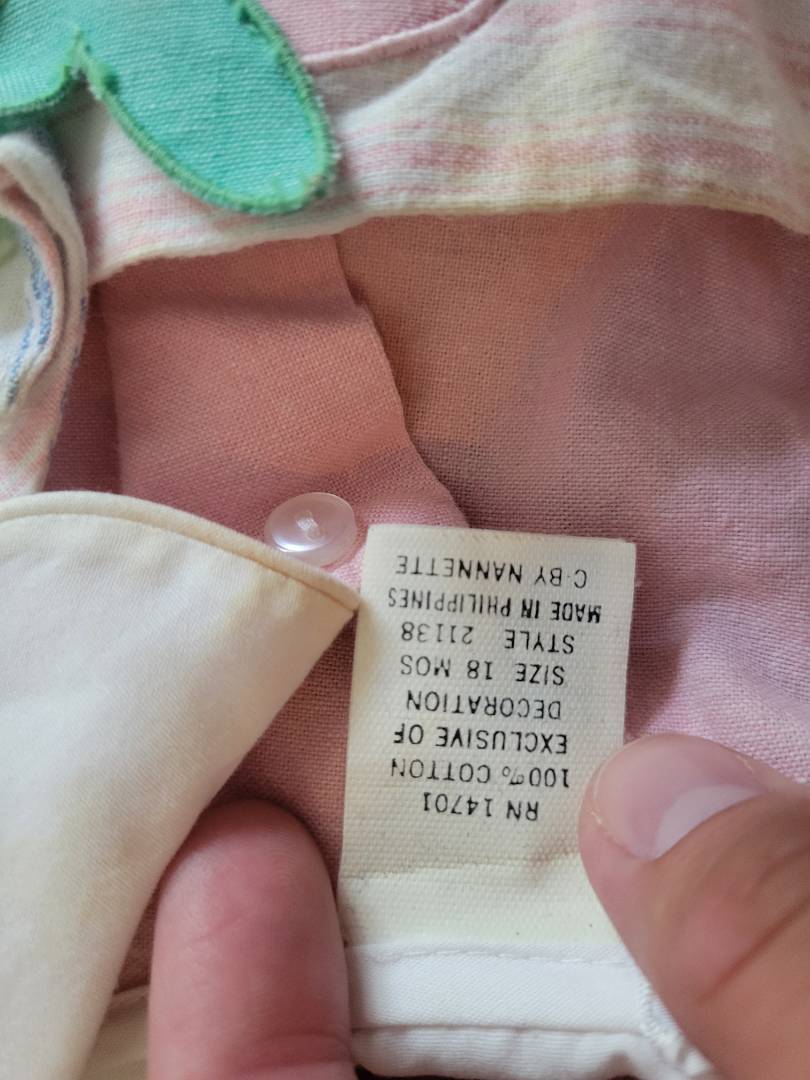 RN 14701
100% COTTON
EXCLUSIVE OF
DECORATION
SIZE 18 MOS
STYLE 21138
MADE IN PHILIPPINES
C·BY NANNETTE